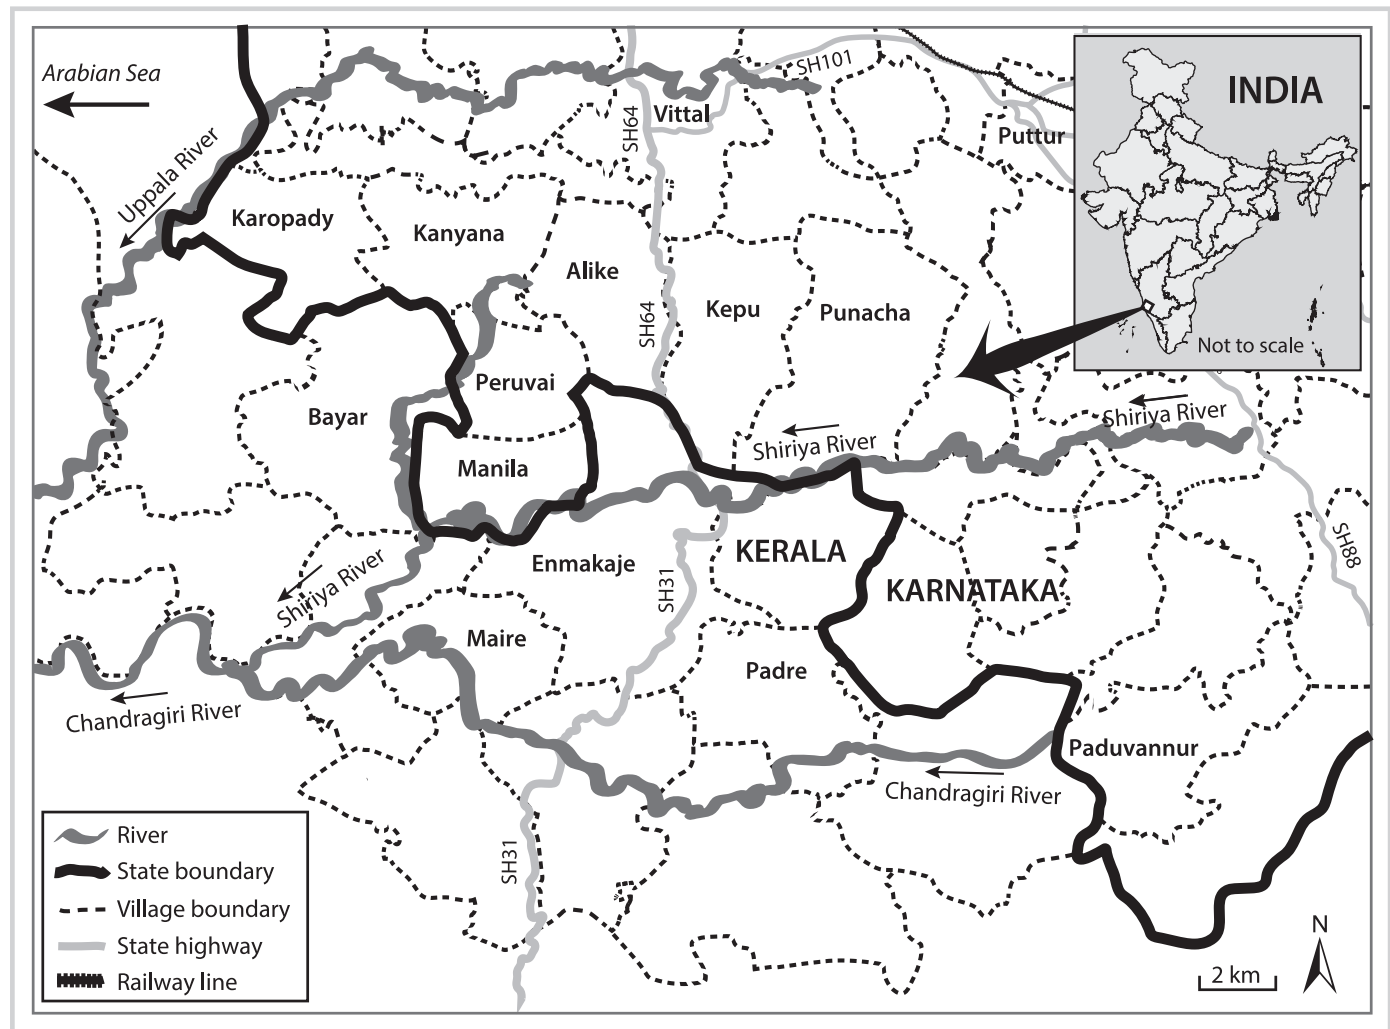 Arabian Sea
SH101
INDIA
Vittal
SH64
Puttur
Uppala River
Karopady
Kanyana
Alike
SH64
Kepu
Punacha
Not to scale
Peruvai
Bayar
Shiriya River
Shiriya River
Manila
SH88
Enmakaje
KERALA
KARNATAKA
Shiriya River
SH31
Maire
Padre
Chandragiri River
Paduvannur
Chandragiri River
SH31
River
State boundary
Village boundary
State highway
Railway line
N
2 km